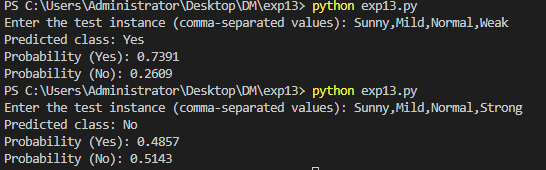 PS C:\Users\Administrator\Desktop\DM\exp13> python exp13.py
Enter the test instance (comma-separated values): Sunny,Mild,Normal,Weak
Predicted class: Yes
Probability (Yes): 0.7391
Probability (No): 0.2609
PS C:\Users\Administrator\Desktop\DM\exp13> python exp13.py
Enter the test instance (comma-separated values): Sunny,Mild,Normal,Strong
Predicted class: No
Probability (Yes): 0.4857
Probability (No): 0.5143